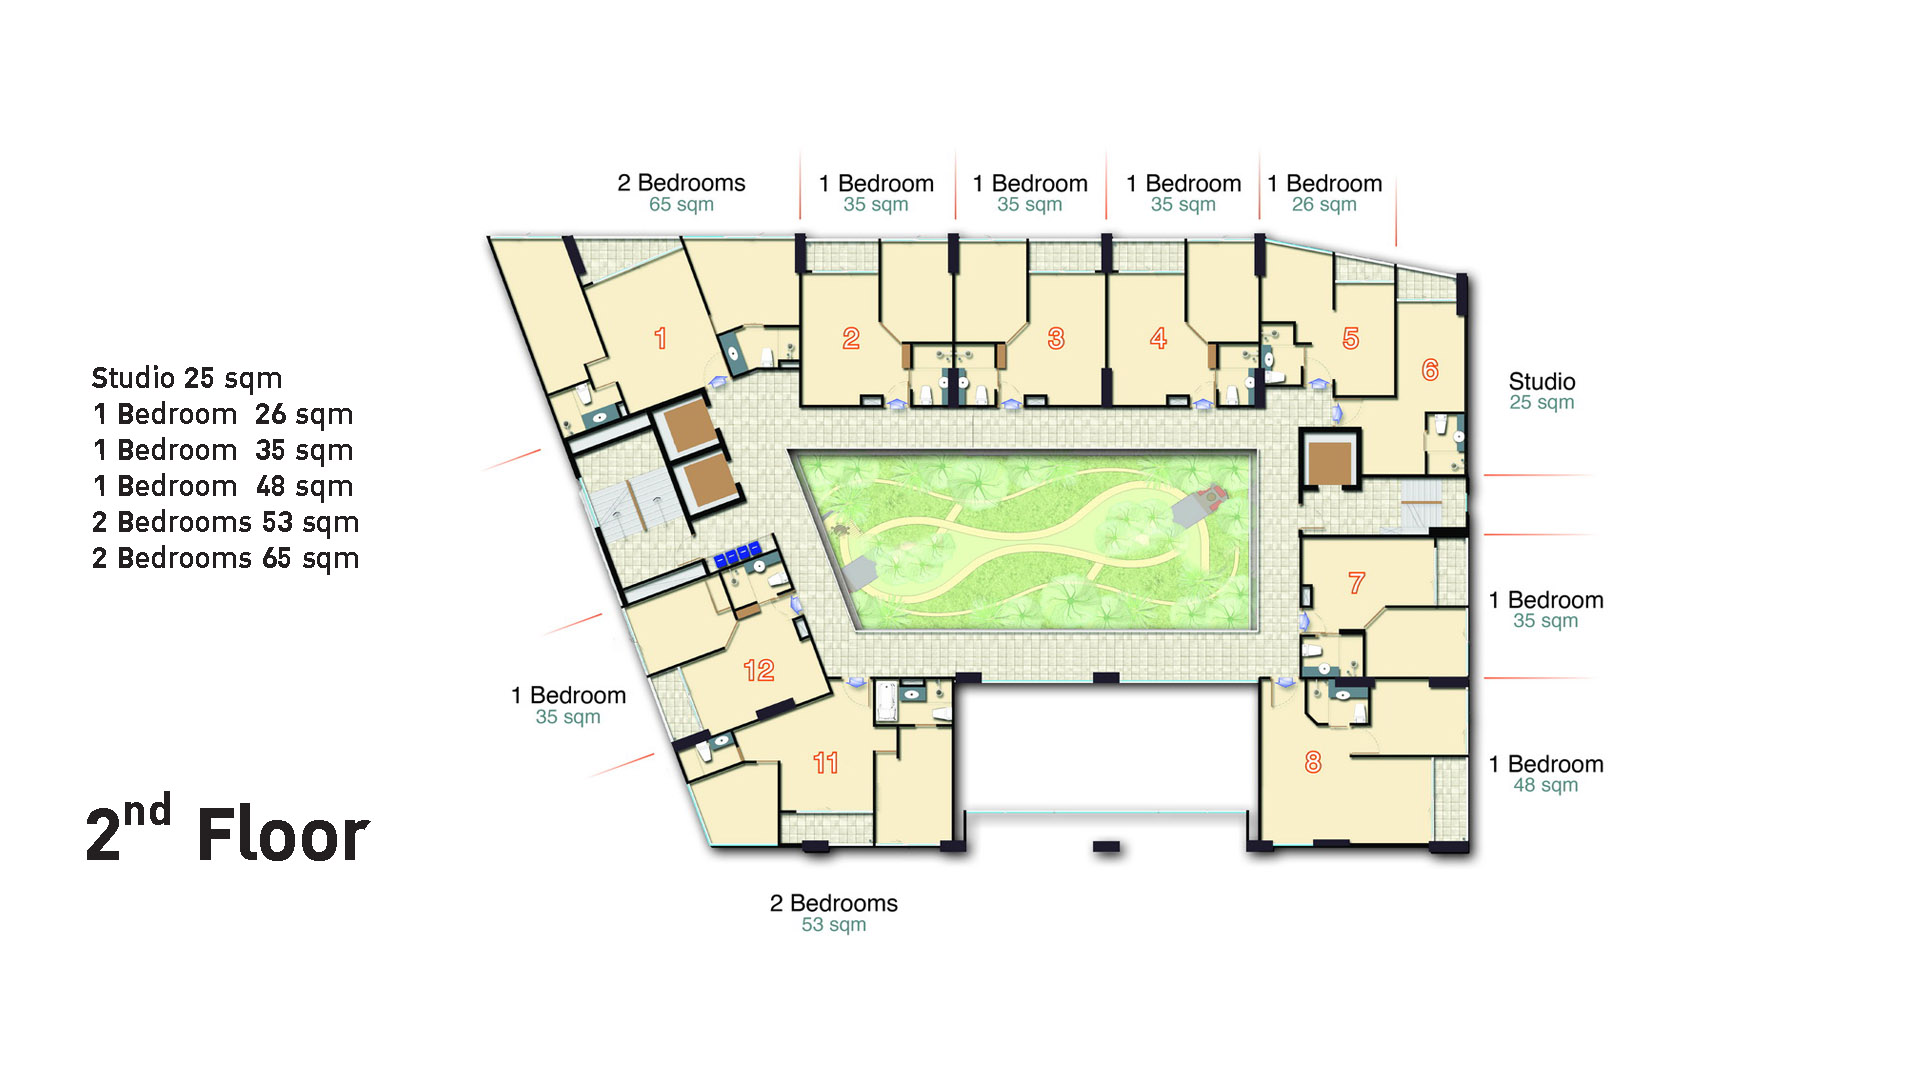 2 Bedrooms
65 sqm
1 Bedroom
35 sqm
1 Bedroom
35 sqm
1 Bedroom
35 sqm
1 Bedroom
26 sqm
Studio 25 sqm
1 Bedroom 26 sqm
1 Bedroom 35 sqm
1 Bedroom 48 sqm
2 Bedrooms 53 sqm
2 Bedrooms 65 sqm
1
2
3
4
5
6
Studio
25 sqm
7
1 Bedroom
35 sqm
12
1 Bedroom
35 sqm
11
8
1 Bedroom
48 sqm
2nd Floor
2 Bedrooms
53 sqm